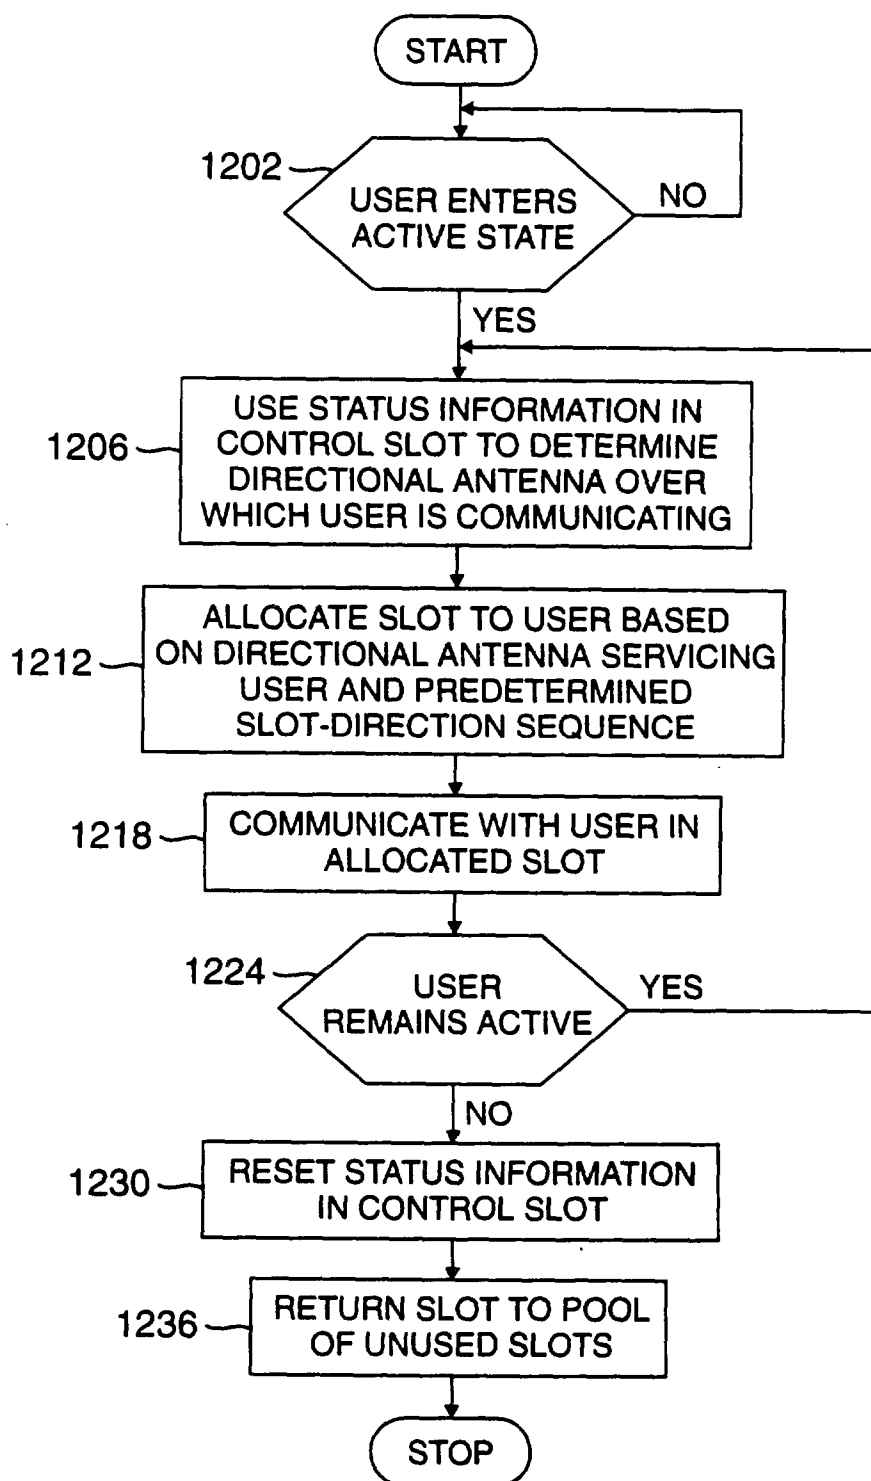 START
1202
USER ENTERS
ACTIVE STATE
NO
YES
1206
USE STATUS INFORMATION IN
CONTROL SLOT TO DETERMINE
DIRECTIONAL ANTENNA OVER
WHICH USER IS COMMUNICATING
1212
ALLOCATE SLOT TO USER BASED
ON DIRECTIONAL ANTENNA SERVICING
USER AND PREDETERMINED
SLOT-DIRECTION SEQUENCE
1218
COMMUNICATE WITH USER IN
ALLOCATED SLOT
1224
USER
REMAINS ACTIVE
YES
NO
1230
RESET STATUS INFORMATION
IN CONTROL SLOT
1236
RETURN SLOT TO POOL
OF UNUSED SLOTS
STOP